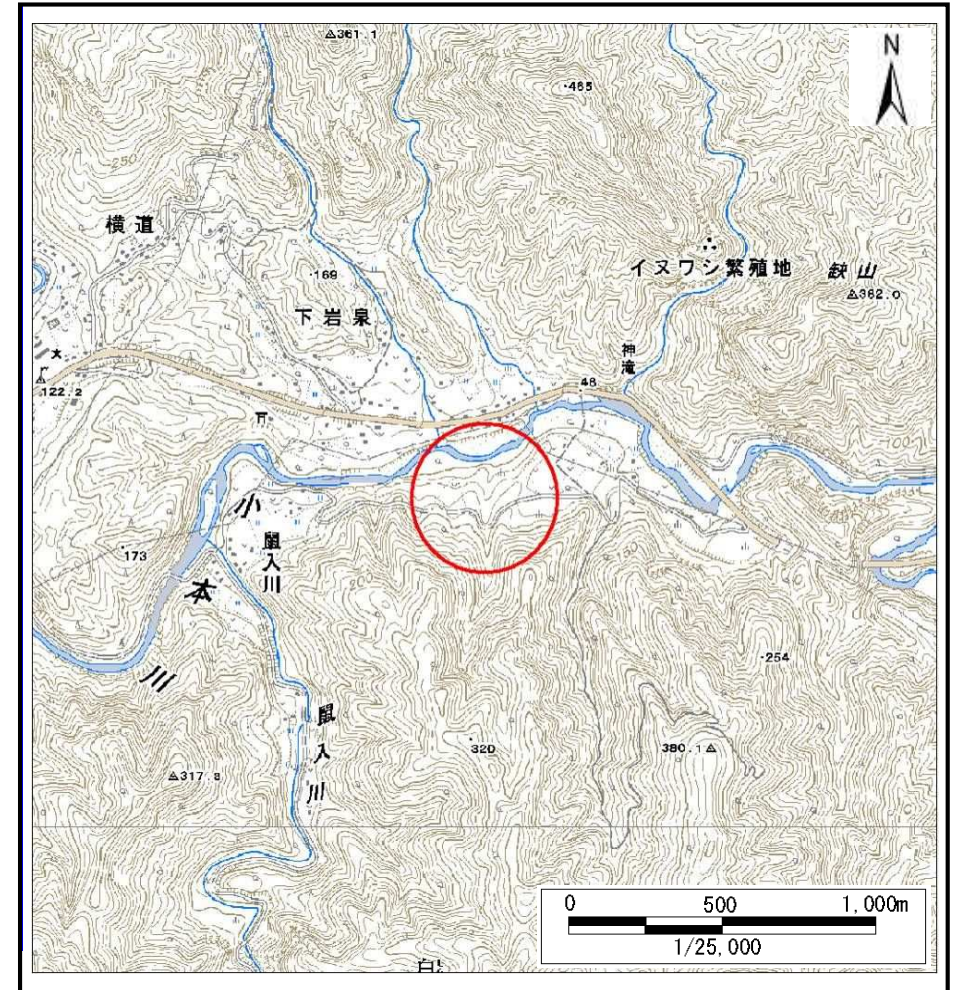 △361.1
N
・465
250
横道
・169
イヌワシ繁殖地
鼓山
△362.0
下岩泉
神滝
122.2
48
小本川
鼠入川
173
・254
鼠入川
320
380.1△
△317.8
0 500 1,000m
1/25,000